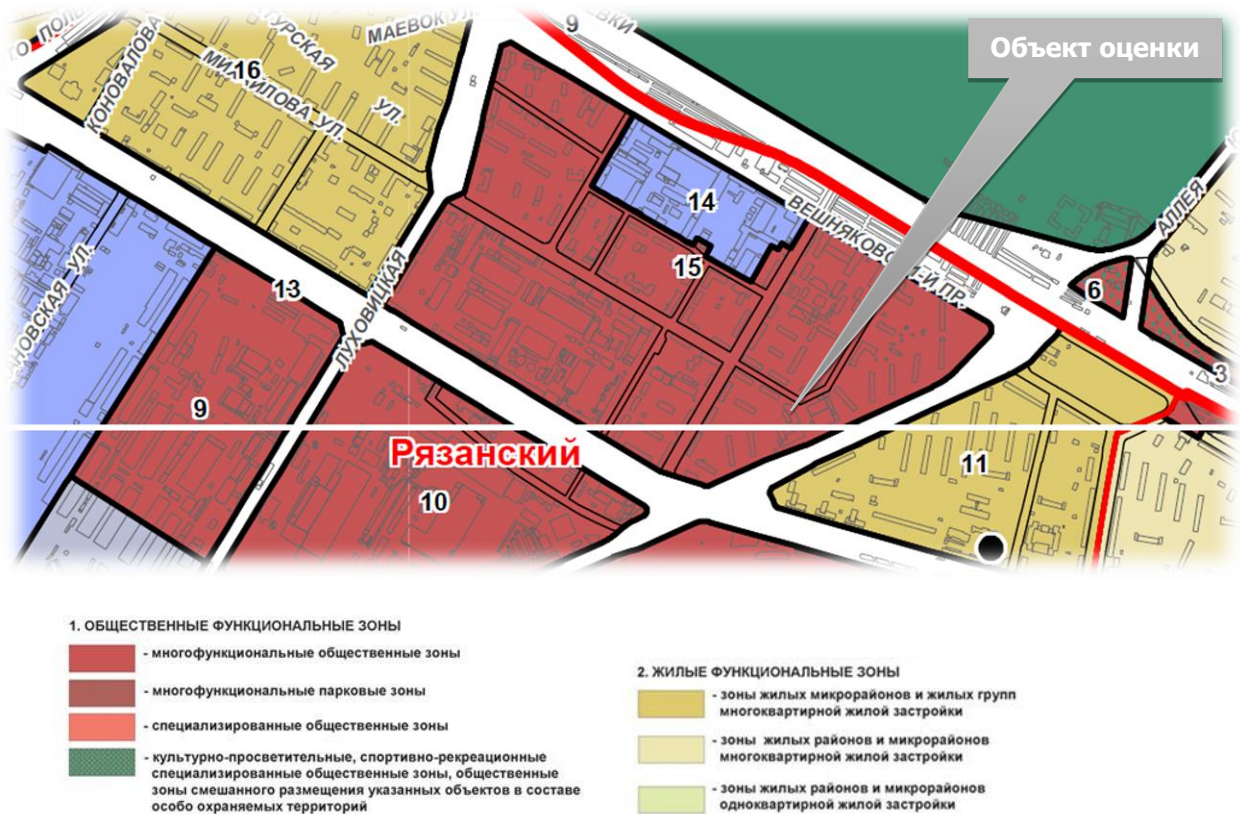 ВКИ
9
Объект оценки
МАЕВОК УЛ.
КОНОВАЛОВА
16
МИХАЙЛОВА УЛ.
УЛ.
14
ВЕШНЯКОВСКИЙ ПР.
АЛЛЕЯ
15
13
6
ЛУХОВИЦКАЯ
НОВСКАЯ УЛ.
3
9
Рязанский
11
10
1. ОБЩЕСТВЕННЫЕ ФУНКЦИОНАЛЬНЫЕ ЗОНЫ
- многофункциональные общественные зоны
- многофункциональные парковые зоны
- специализированные общественные зоны
- культурно-просветительные, спортивно-рекреационные
специализированные общественные зоны, общественные
зоны смешанного размещения указанных объектов в составе
особо охраняемых территорий
2. ЖИЛЫЕ ФУНКЦИОНАЛЬНЫЕ ЗОНЫ
- зоны жилых микрорайонов и жилых групп
многоквартирной жилой застройки
- зоны жилых районов и микрорайонов
многоквартирной жилой застройки
- зоны жилых районов и микрорайонов
одноквартирной жилой застройки